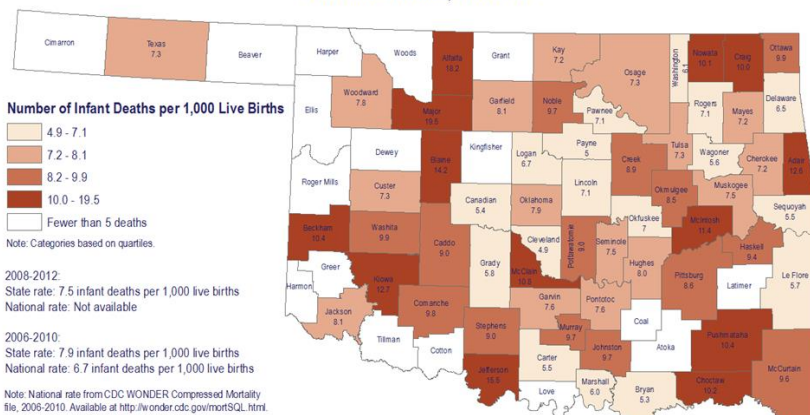 Cimarron
Texas
7.3
Beaver
Harper
Woods
Alfalfa
18.2
Grant
Kay
7.2
Osage
7.3
Washington
6.1
Nowata
10.1
Craig
10.0
Ottawa
9.9
Ellis
Woodward
7.8
Major
19.5
Garfield
8.1
Noble
9.7
Pawnee
7.1
Rogers
7.1
Mayes
7.2
Delaware
6.5
Number of Infant Deaths per 1,000 Live Births
4.9 - 7.1
7.2 - 8.1
8.2 - 9.9
10.0 - 19.5
Fewer than 5 deaths
Note: Categories based on quartiles.
Roger Mills
Dewey
Blaine
14.2
Kingfisher
Logan
6.7
Payne
5
Creek
8.9
Tulsa
7.3
Wagoner
5.6
Cherokee
7.2
Adair
12.6
Custer
7.3
Canadian
5.4
Oklahoma
7.9
Lincoln
7.1
Okmulgee
8.5
Muskogee
7.5
Sequoyah
5.5
Beckham
10.4
Washita
9.9
Caddo
9.0
Grady
5.8
Cleveland
4.9
McClain
Pottawatomie
9.0
Seminole
7.5
Okfuskee
7
McIntosh
11.4
Haskell
9.4
Hughes
8.0
Pittsburg
8.6
Latimer
Le Flore
5.7
Greer
Harmon
Kiowa
12.7
Jackson
8.1
Comanche
9.8
Tillman
Cotton
Stephens
9.0
Garvin
7.6
Pontotoc
7.6
Murray
9.7
Johnston
9.7
Coal
Atoka
Pushmataha
10.4
McCurtain
9.6
Jefferson
15.5
Carter
5.5
Love
Marshall
6.0
Bryan
5.3
Choctaw
10.2
2008-2012:
State rate: 7.5 infant deaths per 1,000 live births
National rate: Not available
2006-2010:
State rate: 7.9 infant deaths per 1,000 live births
National rate: 6.7 infant deaths per 1,000 live births
Note: National rate from CDC WONDER Compressed Mortality
file, 2006-2010. Available at http://wonder.cdc.gov/mortSQL.html.